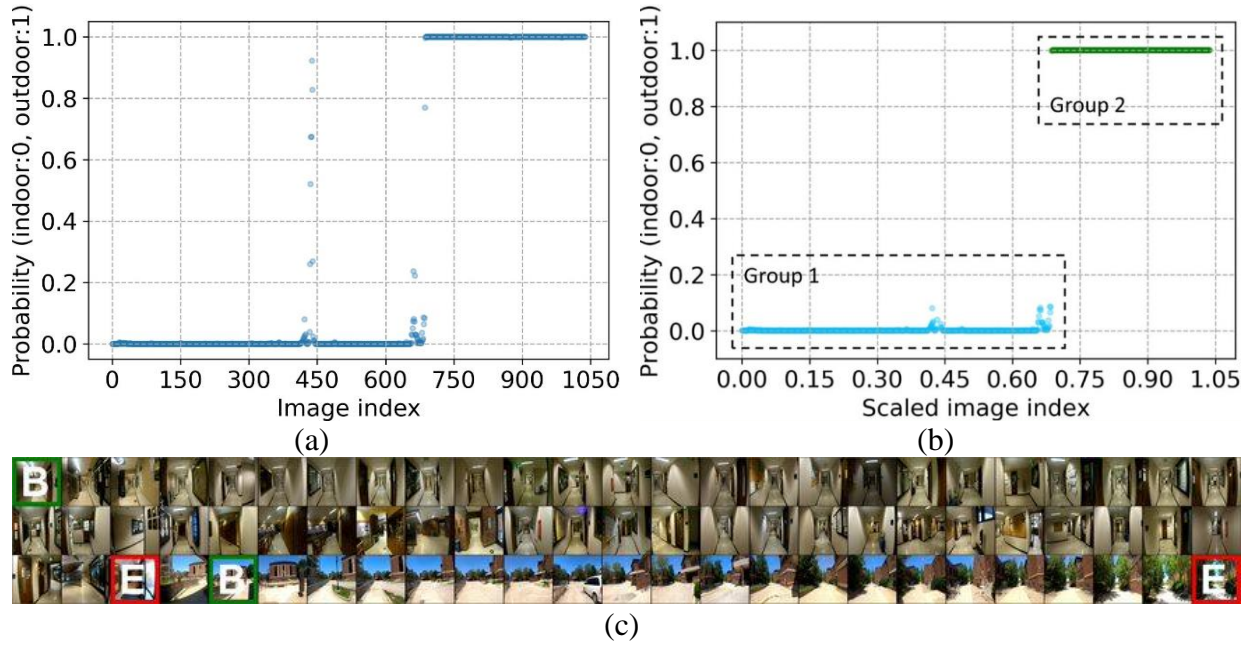 Probability (indoor:0, outdoor:1)
1.0
0.8
0.6
0.4
0.2
0.0
0 150 300 450 600 750 900 1050
Image index
(a)
Probability (indoor:0, outdoor:1)
1.0
0.8
0.6
0.4
0.2
0.0
Group 2
Group 1
0.00 0.15 0.30 0.45 0.60 0.75 0.90 1.05
Scaled image index
(b)
B
E B E
(c)